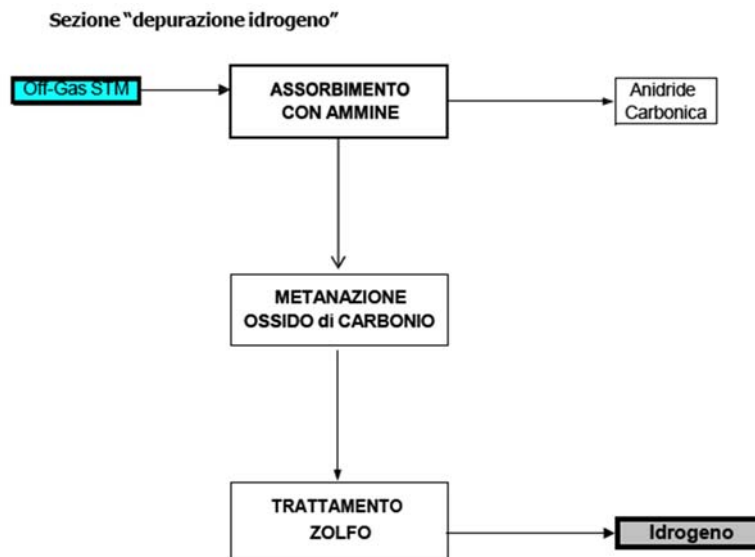 Sezione “depurazione idrogeno”
Off-Gas STM
ASSORBIMENTO
CON AMMINE
Anidride
Carbonica
METANAZIONE
OSSIDO di CARBONIO
TRATTAMENTO
ZOLFO
Idrogeno